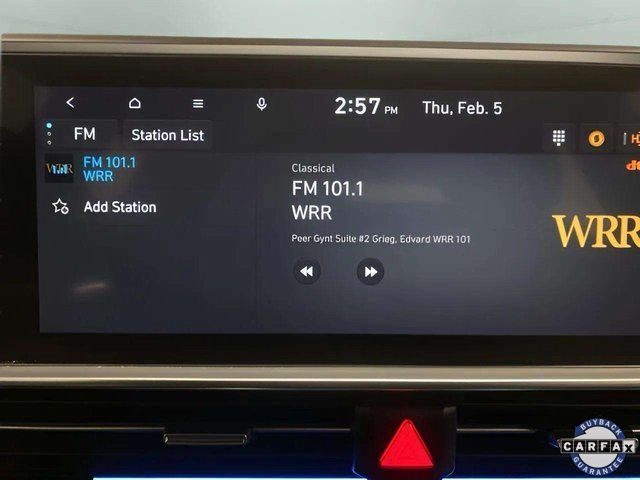 2:57 PM Thu, Feb. 5
FM Station List
WRR FM 101.1
WRR
Add Station
Classical
FM 101.1
WRR
Peer Gynt Suite #2 Grieg, Edvard WRR 101
WRR
BUYBACK
CARFAX
GUARANTEE